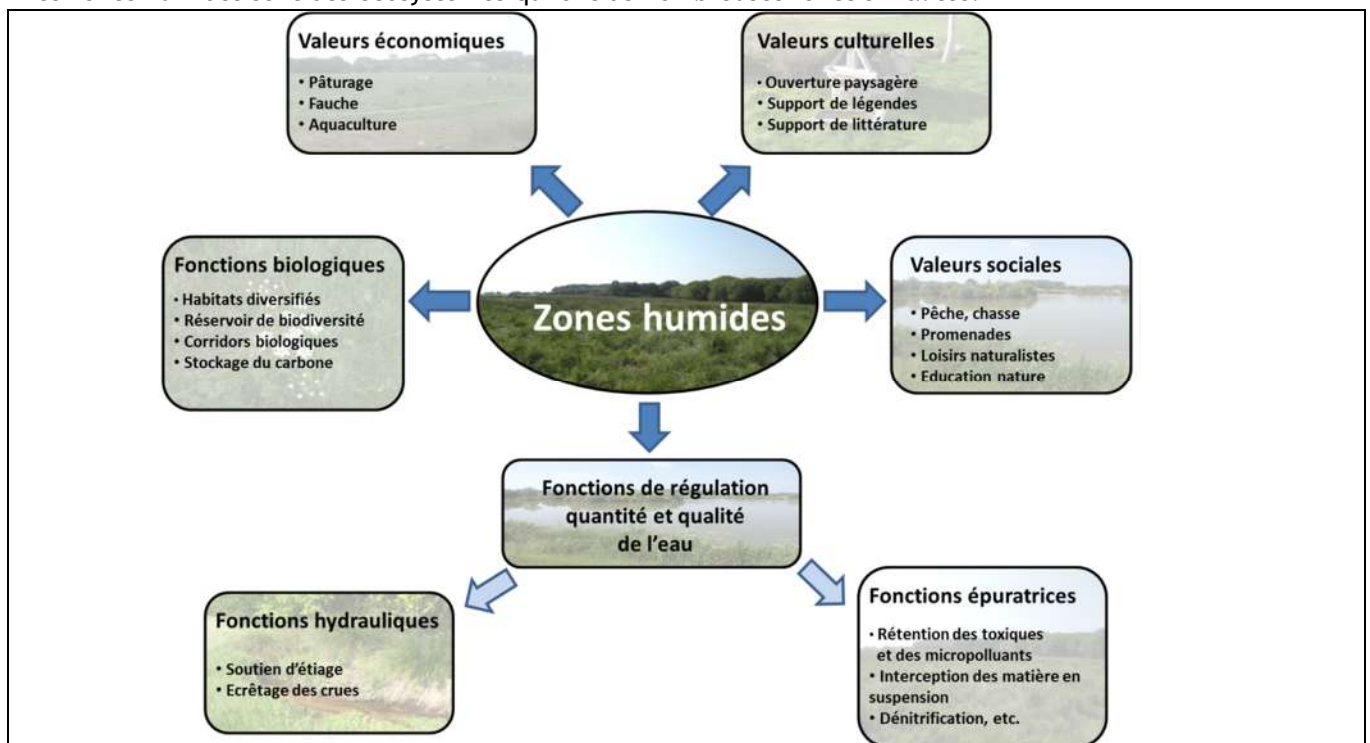 Valeurs économiques
• Pâturage
• Fauche
• Aquaculture
Valeurs culturelles
• Ouverture paysagère
• Support de légendes
• Support de littérature
Fonctions biologiques
• Habitats diversifiés
• Réservoir de biodiversité
• Corridors biologiques
• Stockage du carbone
Zones humides
Valeurs sociales
• Pêche, chasse
• Promenades
• Loisirs naturalistes
• Education nature
Fonctions de régulation
quantité et qualité
de l'eau
Fonctions hydrauliques
• Soutien d'étiage
• Ecrêtage des crues
Fonctions épuratrices
• Rétention des toxiques
et des micropolluants
• Interception des matière en
suspension
• Dénitrification, etc.